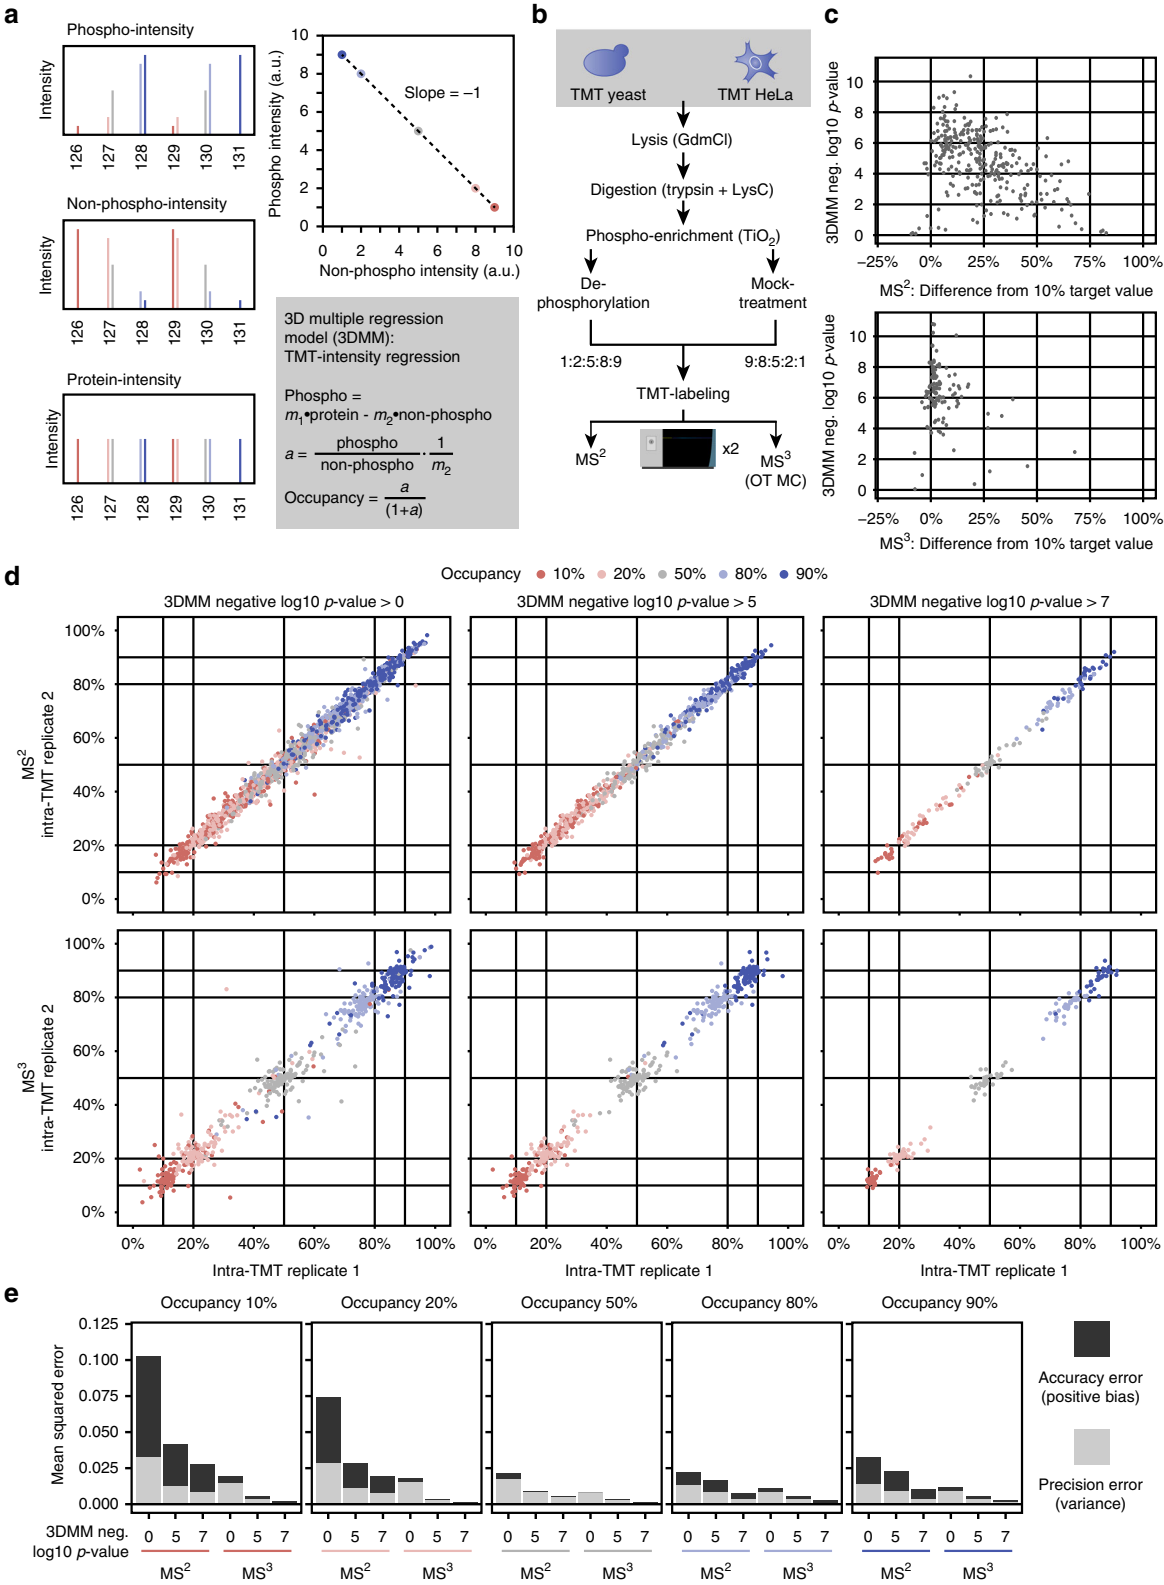 a
Phospho-intensity
Intensity
126 127 128 129 130 131
Non-phospho-intensity
Intensity
126 127 128 129 130 131
Protein-intensity
Intensity
126 127 128 129 130 131
Phospho intensity (a.u.)
10
8
6
4
2
0
Slope = −1
0 2 4 6 8 10
Non-phospho intensity (a.u.)
3D multiple regression
model (3DMM):
TMT-intensity regression
Phospho =
m1•protein - m2•non-phospho
a = phospho / non-phospho · 1 / m2
Occupancy = a / (1+a)
b
TMT yeast TMT HeLa
Lysis (GdmCl)
Digestion (trypsin + LysC)
Phospho-enrichment (TiO2)
De-
phosphorylation
Mock-
treatment
1:2:5:8:9 9:8:5:2:1
TMT-labeling
MS2
x2
MS3
(OT MC)
c
3DMM neg. log10 p-value
10
8
6
4
2
0
−25% 0% 25% 50% 75% 100%
MS2: Difference from 10% target value
3DMM neg. log10 p-value
10
8
6
4
2
0
−25% 0% 25% 50% 75% 100%
MS3: Difference from 10% target value
d
Occupancy 10% 20% 50% 80% 90%
3DMM negative log10 p-value > 0
3DMM negative log10 p-value > 5
3DMM negative log10 p-value > 7
MS2
intra-TMT replicate 2
100%
80%
60%
40%
20%
0%
MS3
intra-TMT replicate 2
100%
80%
60%
40%
20%
0%
0% 20% 40% 60% 80% 100%
0% 20% 40% 60% 80% 100%
0% 20% 40% 60% 80% 100%
Intra-TMT replicate 1
Intra-TMT replicate 1
Intra-TMT replicate 1
e
Occupancy 10%
Occupancy 20%
Occupancy 50%
Occupancy 80%
Occupancy 90%
Mean squared error
0.125
0.100
0.075
0.050
0.025
0.000
3DMM neg.
log10 p-value
0 5 7 0 5 7
0 5 7 0 5 7
0 5 7 0 5 7
0 5 7 0 5 7
0 5 7 0 5 7
MS2 MS3
MS2 MS3
MS2 MS3
MS2 MS3
MS2 MS3
Accuracy error
(positive bias)
Precision error
(variance)